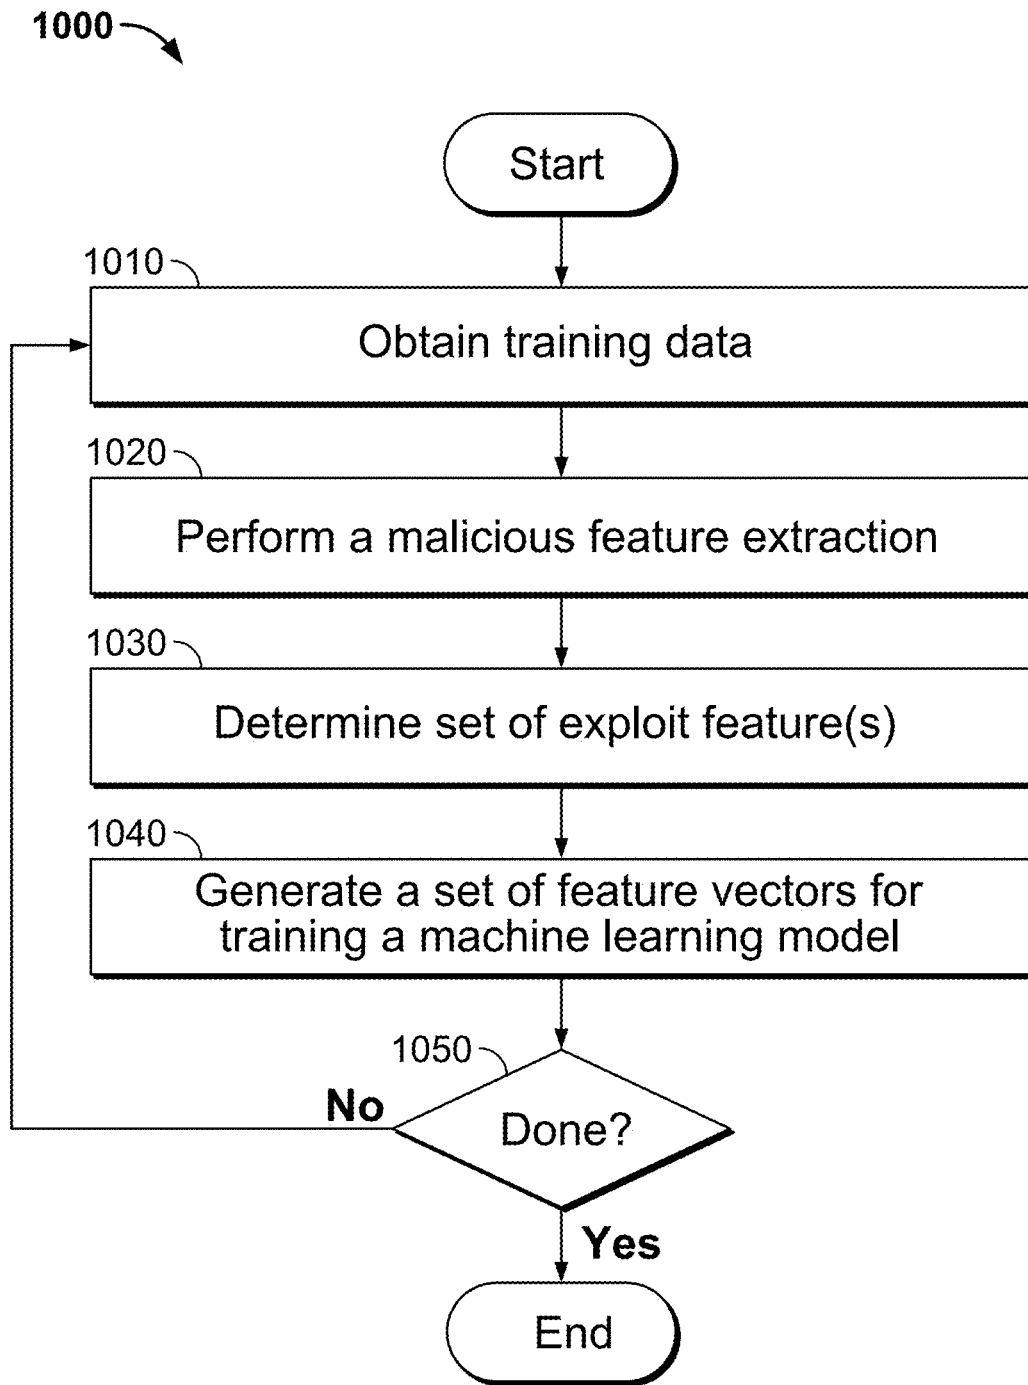 1000
Start
1010
Obtain training data
1020
Perform a malicious feature extraction
1030
Determine set of exploit feature(s)
1040
Generate a set of feature vectors for
training a machine learning model
1050
No
Done?
Yes
End